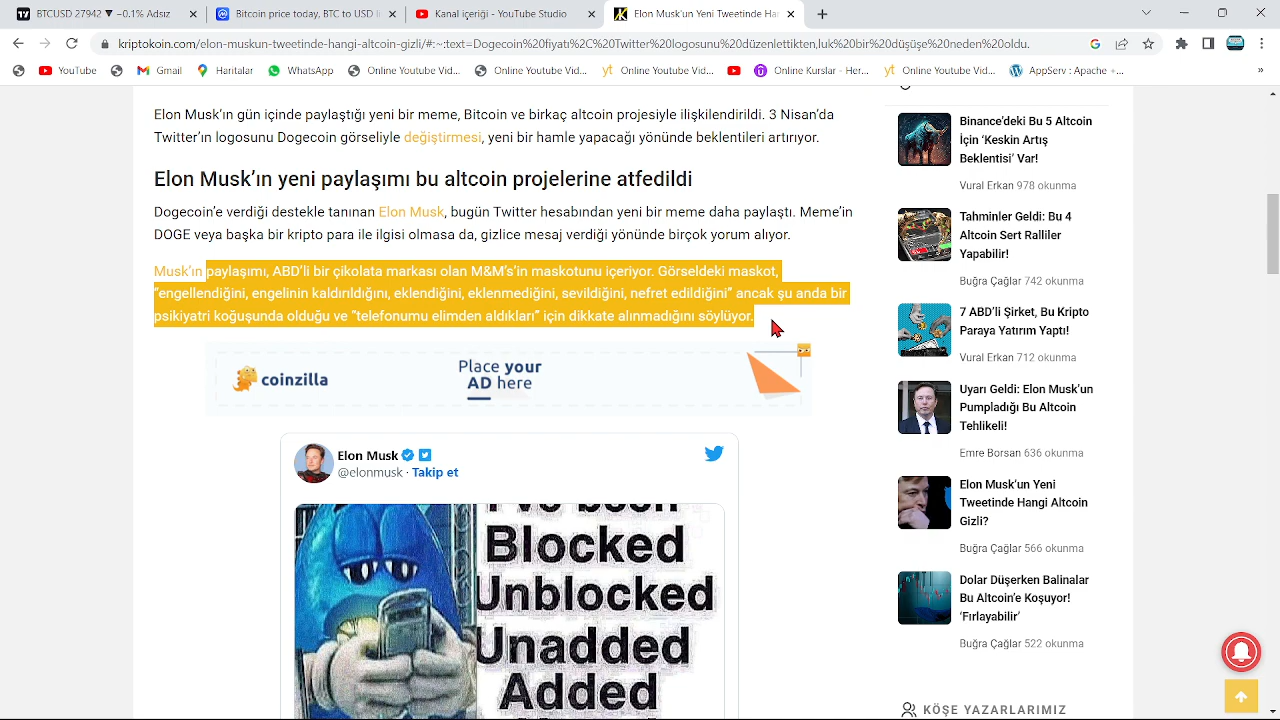 BTCUSD 2794▼ −0.1% Adsız
Bitcoin price today, BTC to USD li
Kanal içeriği - YouTube Studio
Elon Musk'ın Yeni Tweetinde Han
kriptokoin.com/elon-muskun-tweetinde-hangi-altcoin-gizli/#:~:text=Dogecoin%2C%2Twitter%20logosunu%20değiştirmesinden,luk%20bir%20düşüşe%20neden%20oldu.
YouTube
Gmail
Haritalar
WhatsApp
Online Youtube Vid...
Online Youtube Vid...
Online Youtube Vid...
Online Kurslar - Her...
Online Youtube Vid...
AppServ : Apache +...
»
Elon Musk'ın gün içinde paylaştığı yeni bir meme, Bitcoin ve birkaç altcoin projesiyle ilişkilendirildi. 3 Nisan'da
Twitter logosunu Dogecoin görseliyle değiştirmesi, yeni bir hamle yapacağı yönünde beklentileri artırıyor.
Elon Musk'ın yeni paylaşımı bu altcoin projelerine atfedildi
Dogecoin'e verdiği destekle tanınan Elon Musk, bugün Twitter hesabından yeni bir meme daha paylaştı. Meme'in
DOGE veya başka bir kripto para ile ilgisi olmasa da, gizlice mesaj verdiği yönünde birçok yorum alıyor.
Musk'ın paylaşımı, ABD'li bir çikolata markası olan M&M's'in maskotunu içeriyor. Görseldeki maskot,
"engellendiğini, engelinin kaldırıldığını, eklendiğini, eklenmediğini, sevildiğini, nefret edildiğini" ancak şu anda bir
psikiyatri koğuşunda olduğu ve "telefonumu elimden aldıkları" için dikkate alınmadığını söylüyor.
coinzilla
Place your
AD here
Elon Musk
@elonmusk · Takip et
I've been
Blocked
Unblocked
Unadded
Added
Binance'deki Bu 5 Altcoin
İçin 'Keskin Artış
Beklentisi' Var!
Vural Erkan 978 okunma
Tahminler Geldi: Bu 4
Altcoin Sert Ralliler
Yapabilir!
Buğra Çağlar 742 okunma
7 ABD'li Şirket, Bu Kripto
Paraya Yatırım Yaptı!
Vural Erkan 712 okunma
Uyarı Geldi: Elon Musk'un
Pumpladığı Bu Altcoin
Tehlikeli!
Emre Borsan 636 okunma
Elon Musk'un Yeni
Tweetinde Hangi Altcoin
Gizli?
Buğra Çağlar 566 okunma
Dolar Düşerken Balinalar
Bu Altcoin'e Koşuyor!
'Fırlayabilir'
Buğra Çağlar 522 okunma
KÖŞE YAZARLARIMIZ